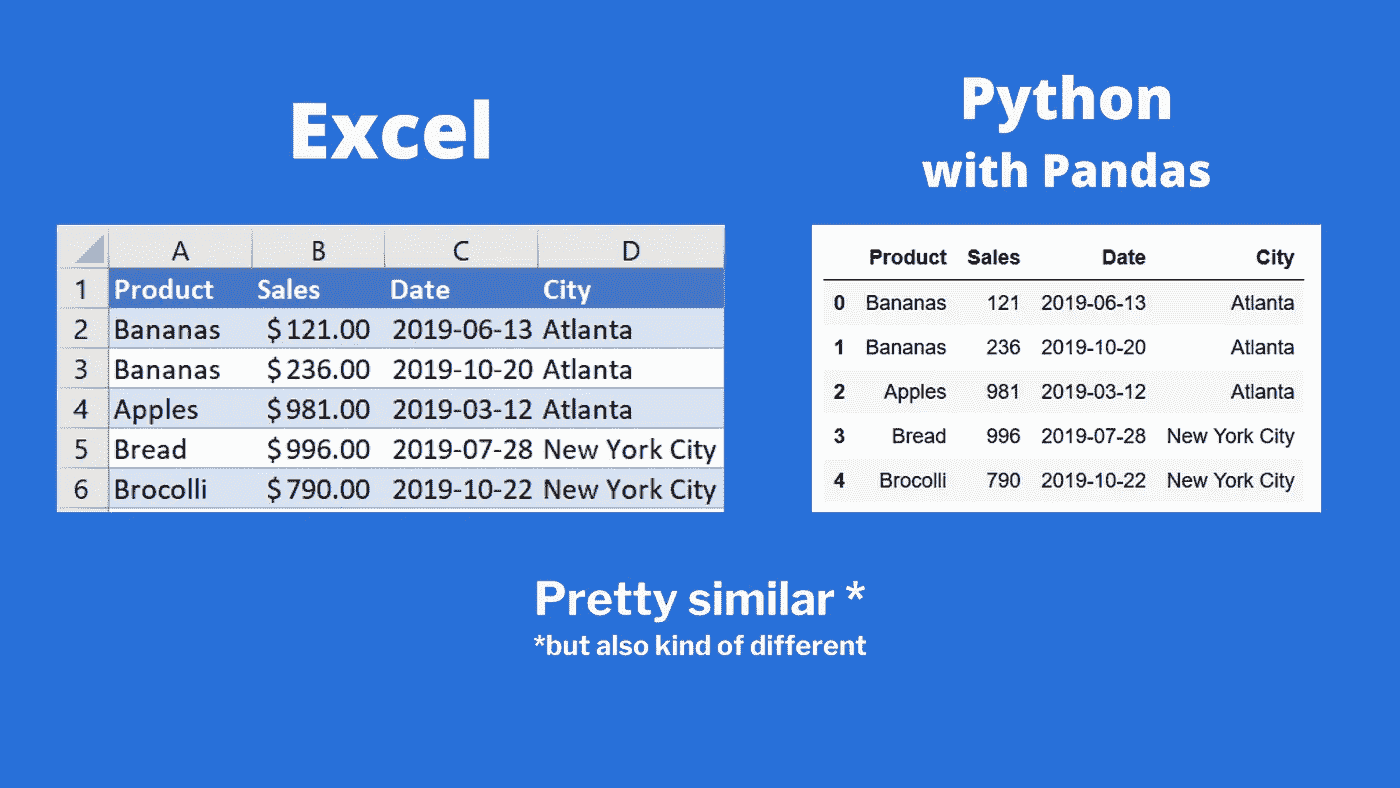 Excel
Python
with Pandas
A B C D
1 Product Sales Date City
2 Bananas $ 121.00 2019-06-13 Atlanta
3 Bananas $ 236.00 2019-10-20 Atlanta
4 Apples $ 981.00 2019-03-12 Atlanta
5 Bread $ 996.00 2019-07-28 New York City
6 Brocolli $ 790.00 2019-10-22 New York City
Product Sales Date City
0 Bananas 121 2019-06-13 Atlanta
1 Bananas 236 2019-10-20 Atlanta
2 Apples 981 2019-03-12 Atlanta
3 Bread 996 2019-07-28 New York City
4 Brocolli 790 2019-10-22 New York City
Pretty similar *
*but also kind of different